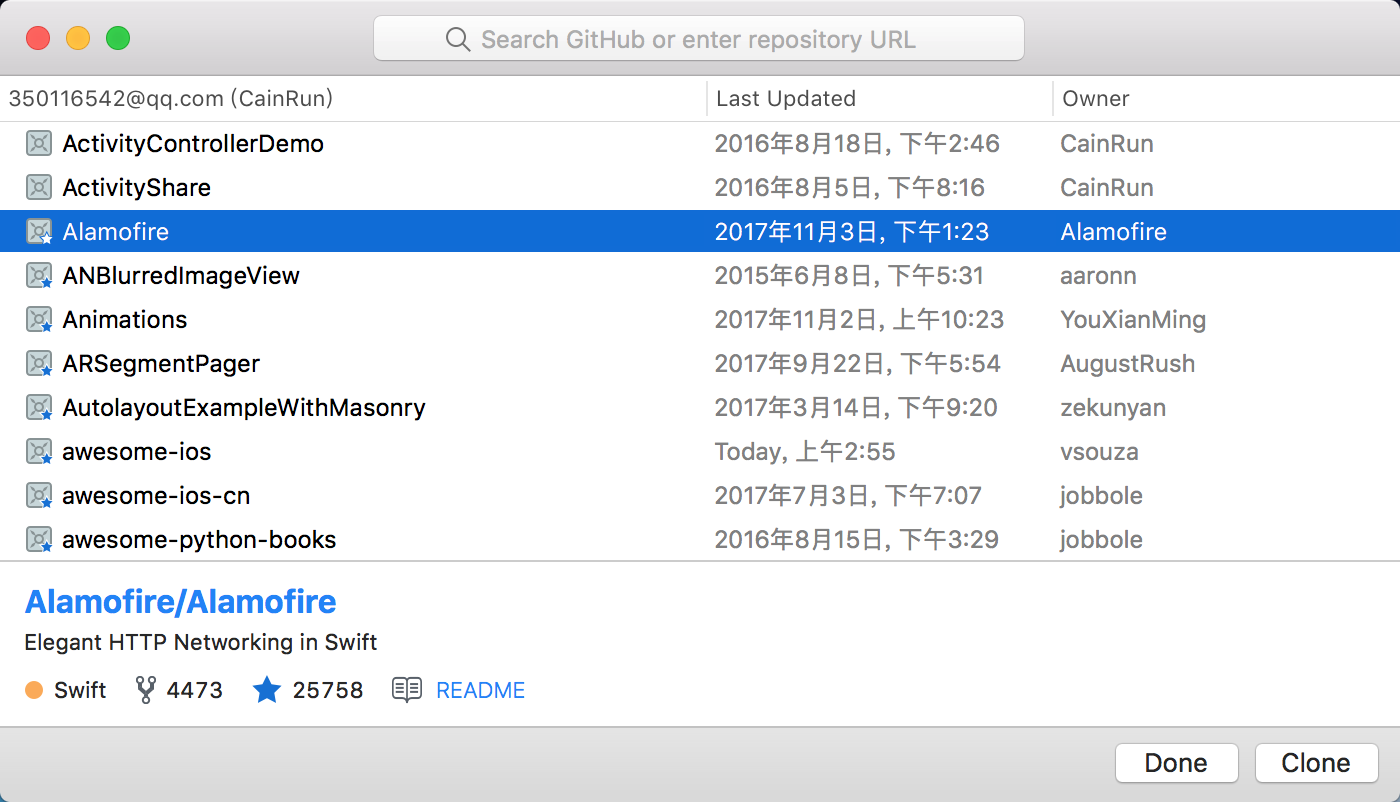 Search GitHub or enter repository URL
350116542@qq.com (CainRun) Last Updated Owner
ActivityControllerDemo 2016年8月18日, 下午2:46 CainRun
ActivityShare 2016年8月5日, 下午8:16 CainRun
Alamofire 2017年11月3日, 下午1:23 Alamofire
ANBlurredImageView 2015年6月8日, 下午5:31 aaronn
Animations 2017年11月2日, 上午10:23 YouXianMing
ARSegmentPager 2017年9月22日, 下午5:54 AugustRush
AutolayoutExampleWithMasonry 2017年3月14日, 下午9:20 zekunyan
awesome-ios Today, 上午2:55 vsouza
awesome-ios-cn 2017年7月3日, 下午7:07 jobbole
awesome-python-books 2016年8月15日, 下午3:29 jobbole
Alamofire/Alamofire
Elegant HTTP Networking in Swift
Swift 4473 25758 README
Done Clone